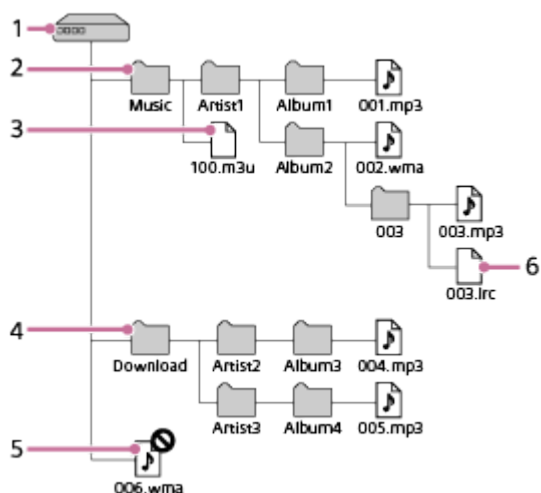 1
2
Music Artist1 Album1 001.mp3
3
100.m3u Album2 002.wma
003 003.mp3
6
003.lrc
4
Download Artist2 Album3 004.mp3
Artist3 Album4 005.mp3
5
006.wma